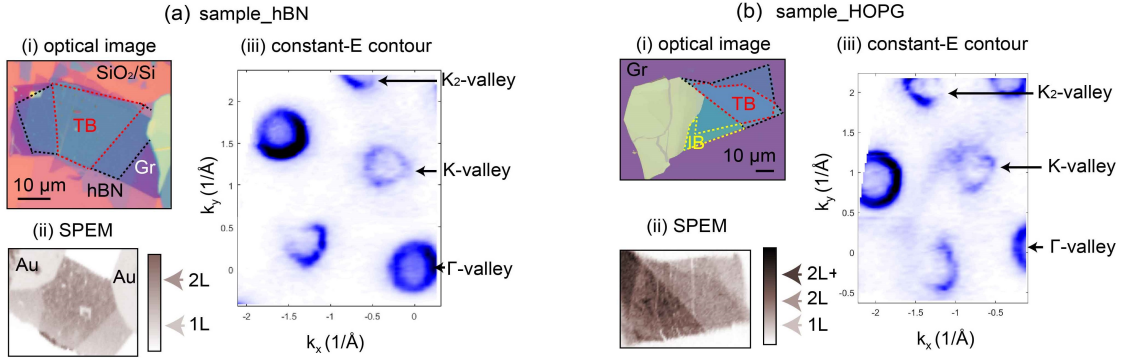 (a) sample_hBN
(i) optical image
SiO2/Si
TB
Gr
hBN
10 μm
(ii) SPEM
Au
Au
2L
1L
(iii) constant-E contour
K2-valley
K-valley
Γ-valley
ky (1/Å)
2
1.5
1
0.5
0
-2
-1.5
-1
-0.5
0
kx (1/Å)
(b) sample_HOPG
(i) optical image
Gr
TB
IB
10 μm
(ii) SPEM
2L+
2L
1L
(iii) constant-E contour
K2-valley
K-valley
Γ-valley
ky (1/Å)
2
1.5
1
0.5
0
-0.5
-2
-1.5
-1
-0.5
kx (1/Å)